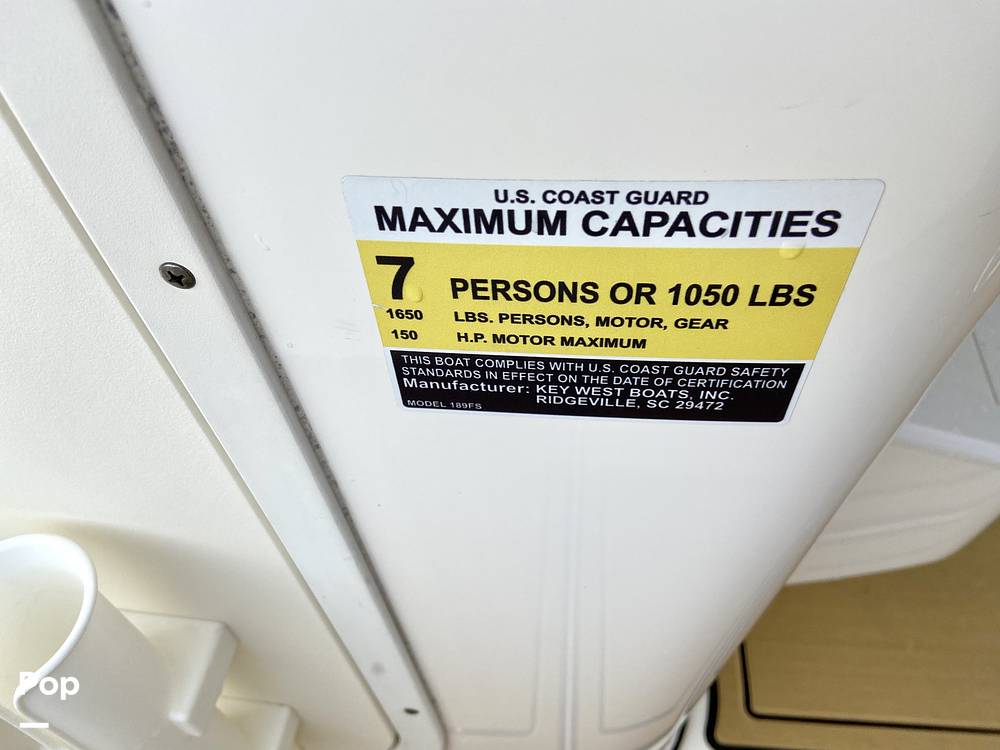 U.S. COAST GUARD
MAXIMUM CAPACITIES
7 PERSONS OR 1050 LBS
1650 LBS. PERSONS, MOTOR, GEAR
150 H.P. MOTOR MAXIMUM
THIS BOAT COMPLIES WITH U.S. COAST GUARD SAFETY
STANDARDS IN EFFECT ON THE DATE OF CERTIFICATION
Manufacturer: KEY WEST BOATS, INC.
RIDGEVILLE, SC 29472
MODEL 189FS
Pop